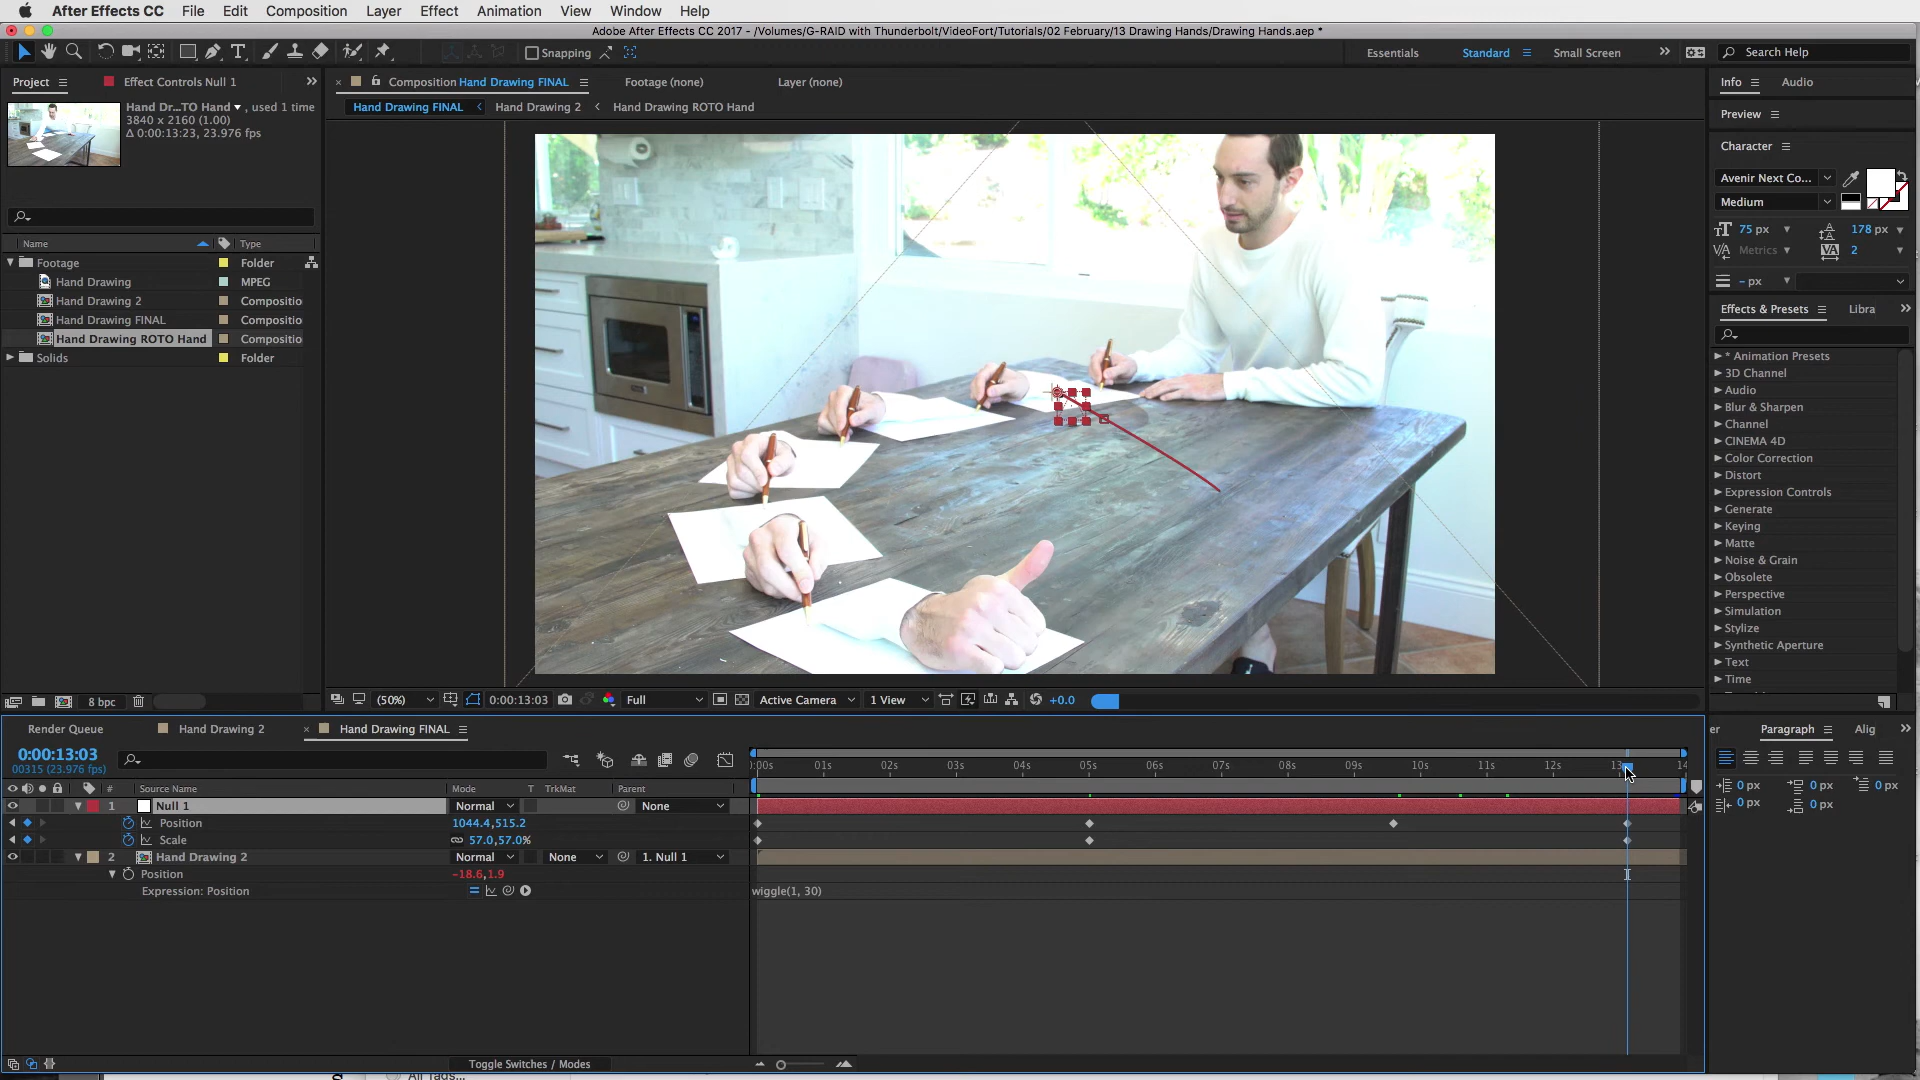 After Effects CC File Edit Composition Layer Effect Animation View Window Help
Adobe After Effects CC 2017 - /Volumes/G-RAID with Thunderbolt/VideoFort/Tutorials/02 February/13 Drawing Hands/Drawing Hands.aep *
T Snapping Essentials Standard Small Screen Search Help
Project Effect Controls Null 1
Composition Hand Drawing FINAL Footage (none) Layer (none)
Info Audio
Hand Dr...TO Hand , used 1 time
3840 x 2160 (1.00)
Δ 0:00:13:23, 23.976 fps
Hand Drawing FINAL Hand Drawing 2 Hand Drawing ROTO Hand
Preview
Character
Avenir Next Co...
Medium
75 px 178 px
Metrics 2
- px
Name Type
Footage Folder
Hand Drawing MPEG
Hand Drawing 2 Compositio
Hand Drawing FINAL Compositio
Hand Drawing ROTO Hand Compositio
Solids Folder
Effects & Presets Libra
* Animation Presets
3D Channel
Audio
Blur & Sharpen
Channel
CINEMA 4D
Color Correction
Distort
Expression Controls
Generate
Keying
Matte
Noise & Grain
Obsolete
Perspective
Simulation
Stylize
Synthetic Aperture
Text
Time
8 bpc
(50%) 0:00:13:03 Full Active Camera 1 View +0.0
Render Queue Hand Drawing 2 Hand Drawing FINAL
er Paragraph Alig
0:00:13:03
00315 (23.976 fps)
:00s 01s 02s 03s 04s 05s 06s 07s 08s 09s 10s 11s 12s 13s 14
# Source Name Mode T TrkMat Parent
1 Null 1 Normal None
Position 1044.4,515.2
Scale 57.0,57.0%
2 Hand Drawing 2 Normal None 1. Null 1
Position -18.6,1.9
Expression: Position wiggle(1, 30)
0 px 0 px 0 px
0 px 0 px
Toggle Switches / Modes
All Tags...